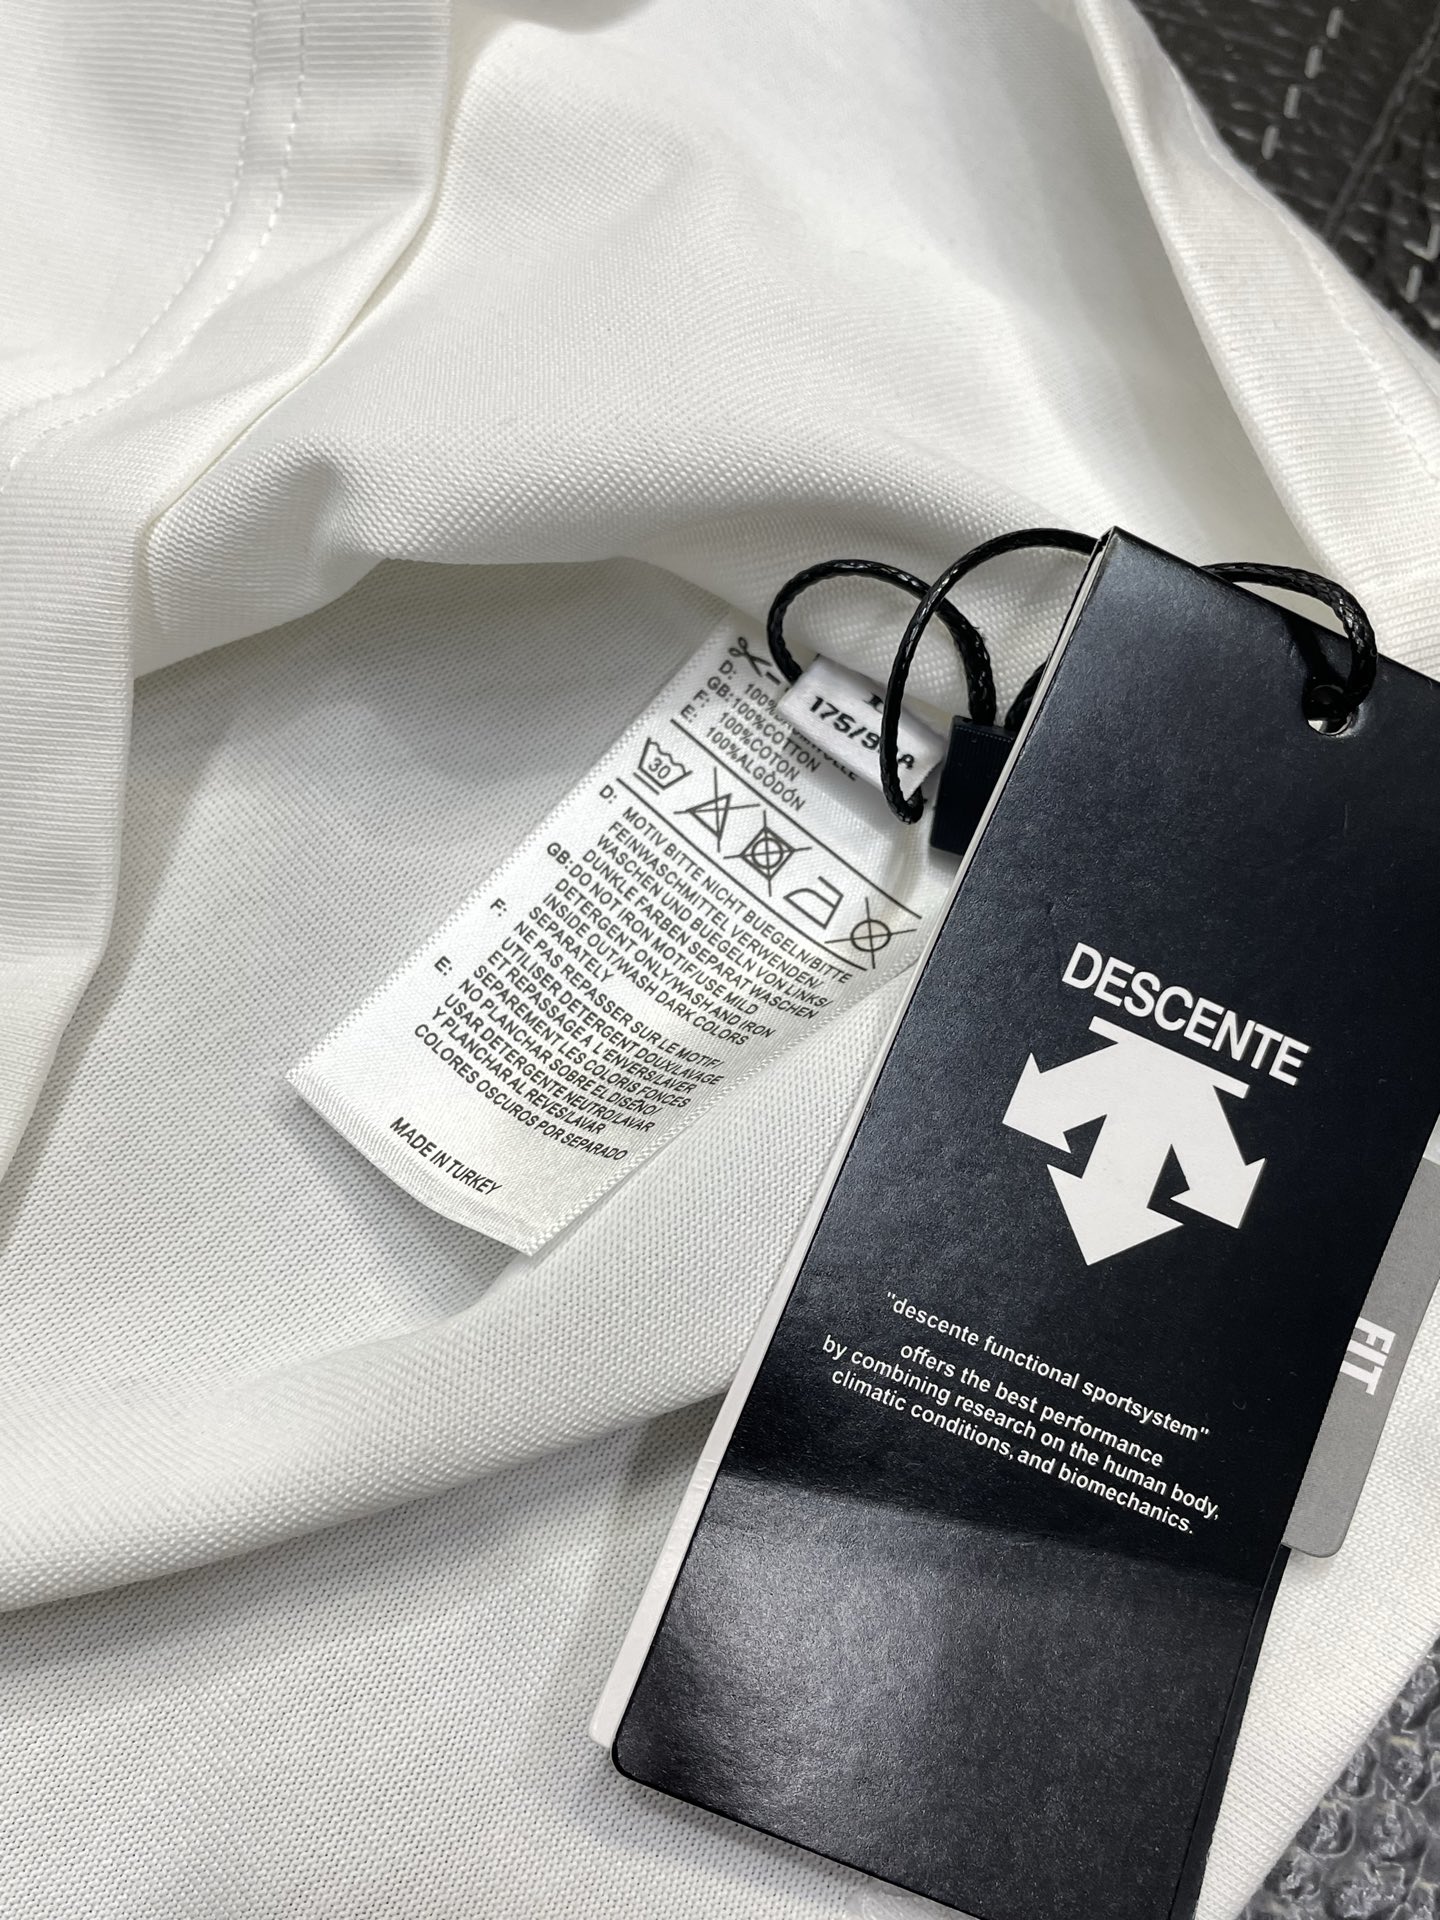 D:
GB: 100%COTTON
F: 100%COTON
E: 100%ALGODÓN
30
D: MOTIV BITTE NICHT BUEGELN/BITTE
FEINWASCHMITTEL VERWENDEN/
WASCHEN UND BUEGELN VON LINKS/
DUNKLE FARBEN SEPARAT WASCHEN
GB: DO NOT IRON MOTIF/USE MILD
DETERGENT ONLY/WASH AND IRON
INSIDE OUT/WASH DARK COLORS
SEPARATELY
F: NE PAS REPASSER SUR LE MOTIF/
UTILISER DETERGENT DOUX/LAVAGE
ET REPASSAGE A L'ENVERS/LAVER
SEPAREMENT LES COLORIS FONCES
E: NO PLANCHAR SOBRE EL DISEÑO/
USAR DETERGENTE NEUTRO/LAVAR
Y PLANCHAR AL REVES/LAVAR
COLORES OSCUROS POR SEPARADO
MADE IN TURKEY
DESCENTE
"descente functional sportsystem"
offers the best performance
by combining research on the human body,
climatic conditions, and biomechanics.
FIT